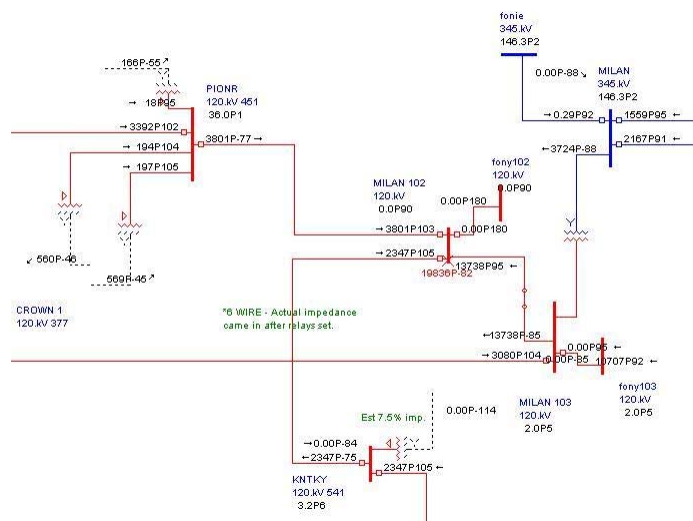 fonie
345.kV
146.3P2
166P-55↗
0.00P-88↘
MILAN
345.kV
146.3P2
PIONR
120.kV 451
36.0P1
→ 18P95
→3392P102
→194P104
→197P105
3801P-77→
→0.29P92
1559P95 ←
2167P91 ←
←3724P-88
fony102
120.kV
0.0P90
MILAN 102
120.kV
0.0P90
0.00P180
→3801P103
0.00P180
→2347P105
13738P95 ←
19836P-82
↙ 560P-46
569P-45↗
CROWN 1
120.kV 377
*6 WIRE - Actual impedance
came in after relays set.
←13738P-85
→3080P104
0.00P95 ←
0.00P-85
10707P92 ←
fony103
120.kV
2.0P5
MILAN 103
120.kV
2.0P5
0.00P-114
Est 7.5% imp.
→0.00P-84
←2347P-75
2347P105 ←
KNTKY
120.kV 541
3.2P6